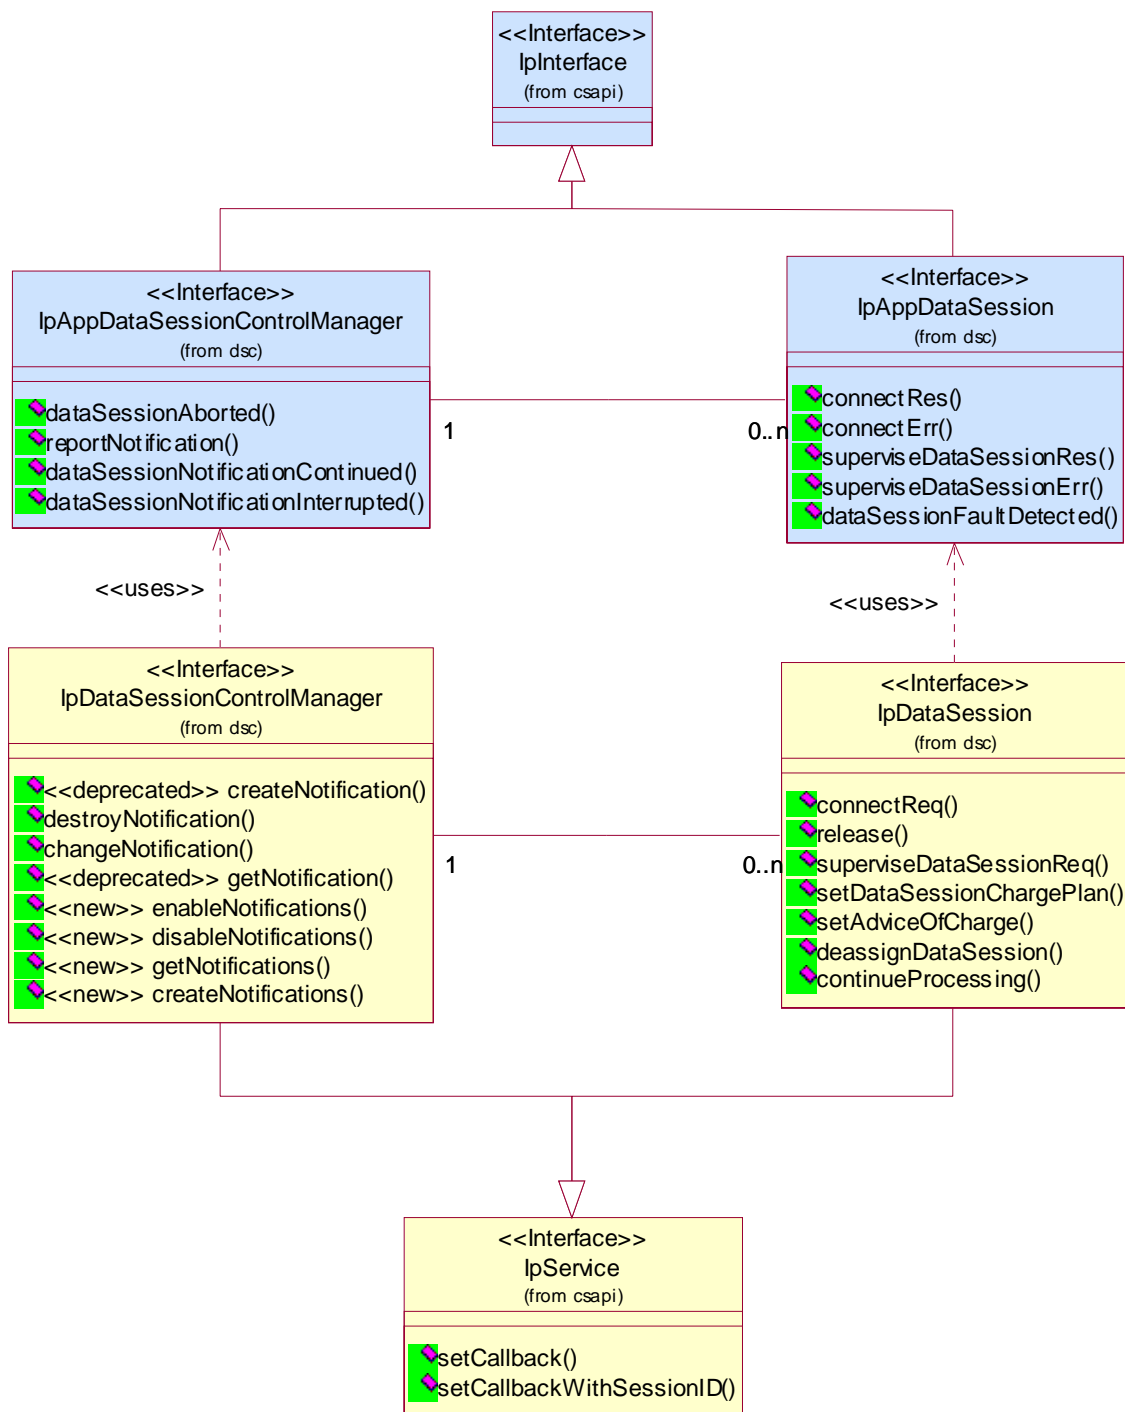 <<Interface>>
IpInterface
(from csapi)
<<Interface>>
IpAppDataSessionControlManager
(from dsc)
dataSessionAborted()
reportNotification()
dataSessionNotificationContinued()
dataSessionNotificationInterrupted()
<<Interface>>
IpAppDataSession
(from dsc)
connectRes()
connectErr()
superviseDataSessionRes()
superviseDataSessionErr()
dataSessionFaultDetected()
1
0..n
<<uses>>
<<uses>>
<<Interface>>
IpDataSessionControlManager
(from dsc)
<<deprecated>> createNotification()
destroyNotification()
changeNotification()
<<deprecated>> getNotification()
<<new>> enableNotifications()
<<new>> disableNotifications()
<<new>> getNotifications()
<<new>> createNotifications()
<<Interface>>
IpDataSession
(from dsc)
connectReq()
release()
superviseDataSessionReq()
setDataSessionChargePlan()
setAdviceOfCharge()
deassignDataSession()
continueProcessing()
1
0..n
<<Interface>>
IpService
(from csapi)
setCallback()
setCallbackWithSessionID()